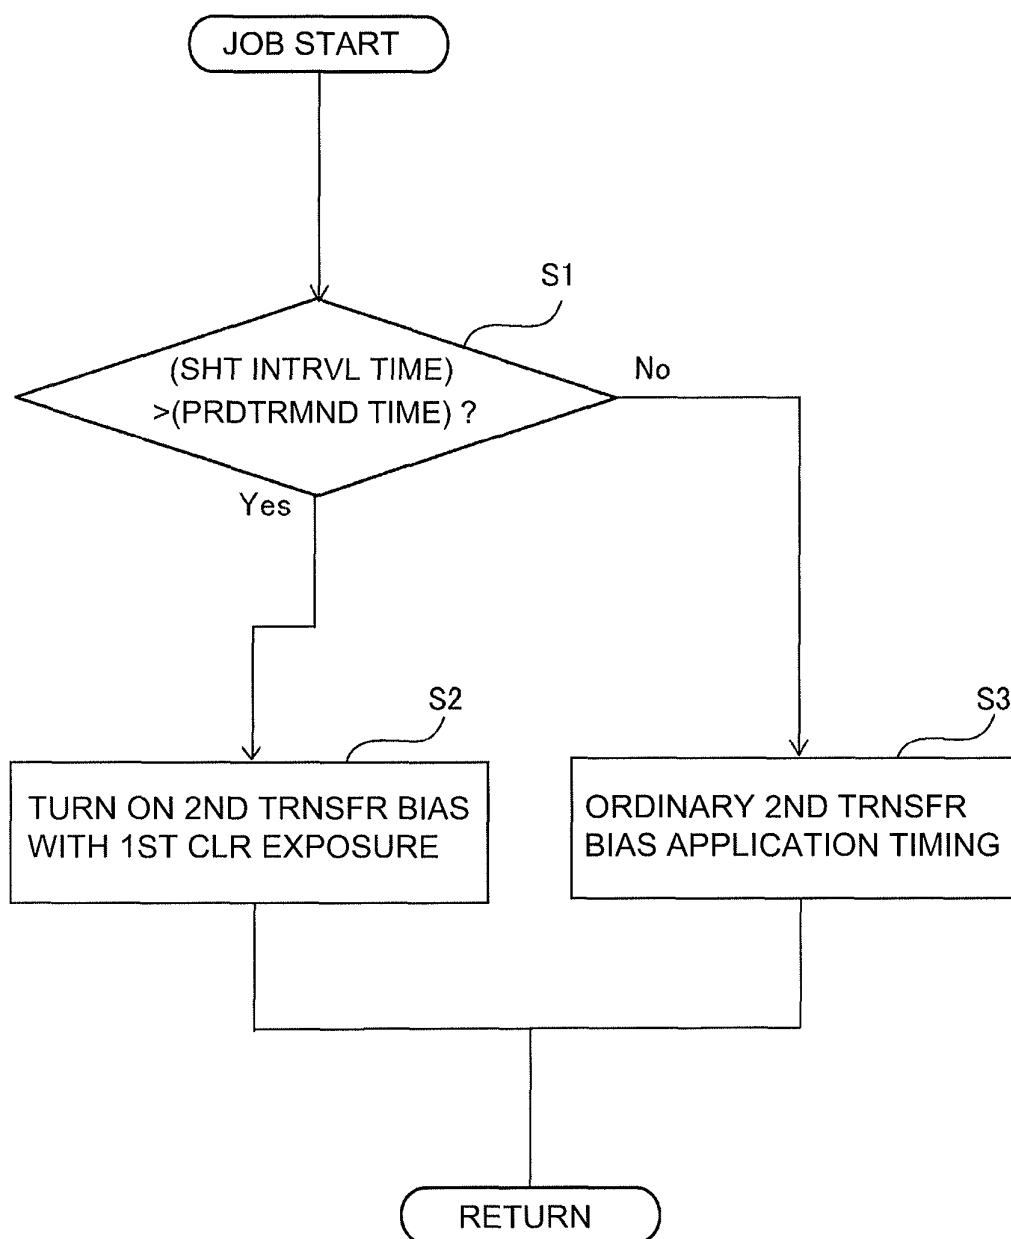 JOB START
S1
(SHT INTRVL TIME)
>(PRDTRMND TIME) ?
No
Yes
S2
S3
TURN ON 2ND TRNSFR BIAS
WITH 1ST CLR EXPOSURE
ORDINARY 2ND TRNSFR
BIAS APPLICATION TIMING
RETURN